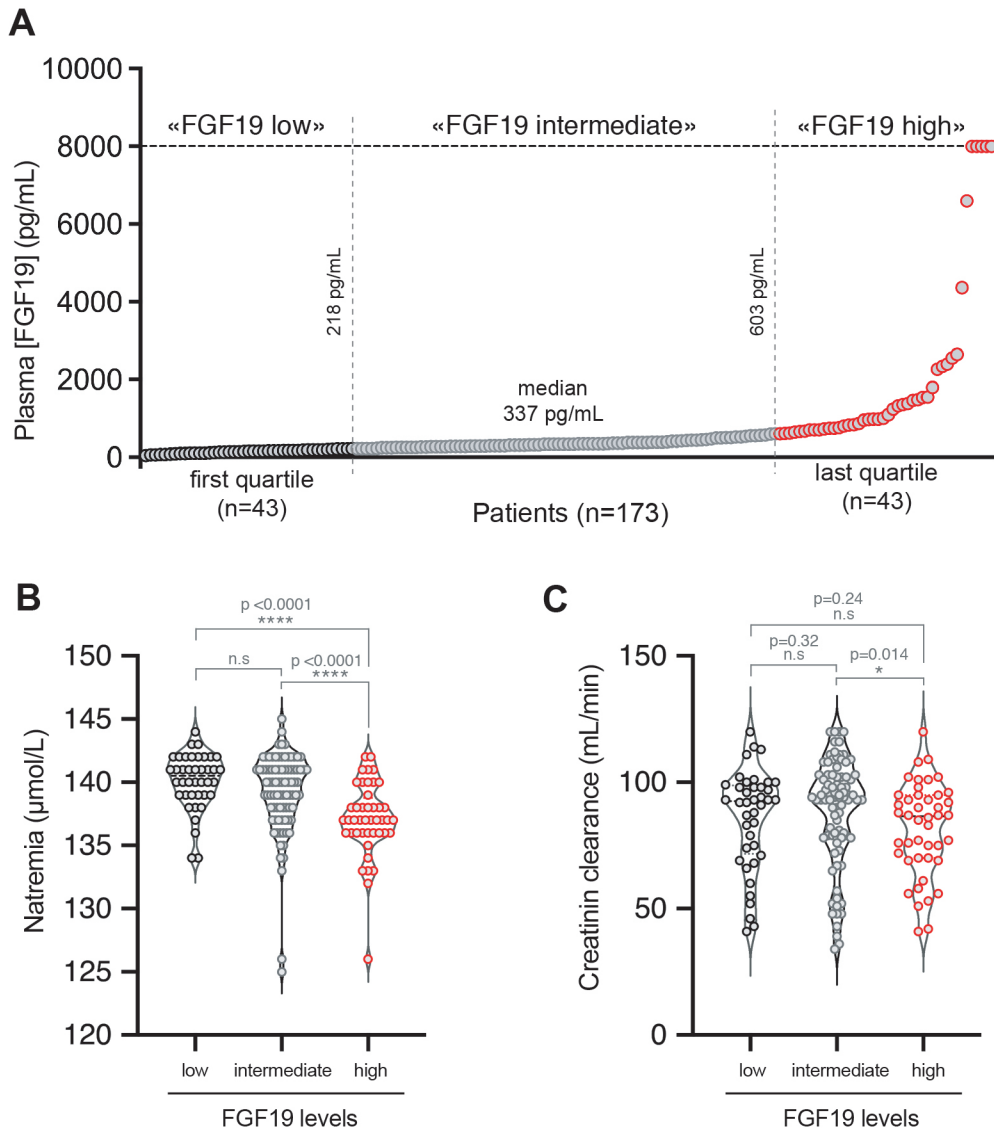 A
Plasma [FGF19] (pg/mL)
10000
8000
6000
4000
2000
0
«FGF19 low»
«FGF19 intermediate»
«FGF19 high»
218 pg/mL
603 pg/mL
median
337 pg/mL
first quartile
(n=43)
Patients (n=173)
last quartile
(n=43)
B
p <0.0001
****
n.s
p <0.0001
****
Natremia (μmol/L)
150
145
140
135
130
125
120
low
intermediate
high
FGF19 levels
C
p=0.24
n.s
p=0.32
n.s
p=0.014
*
Creatinin clearance (mL/min)
150
100
50
0
low
intermediate
high
FGF19 levels